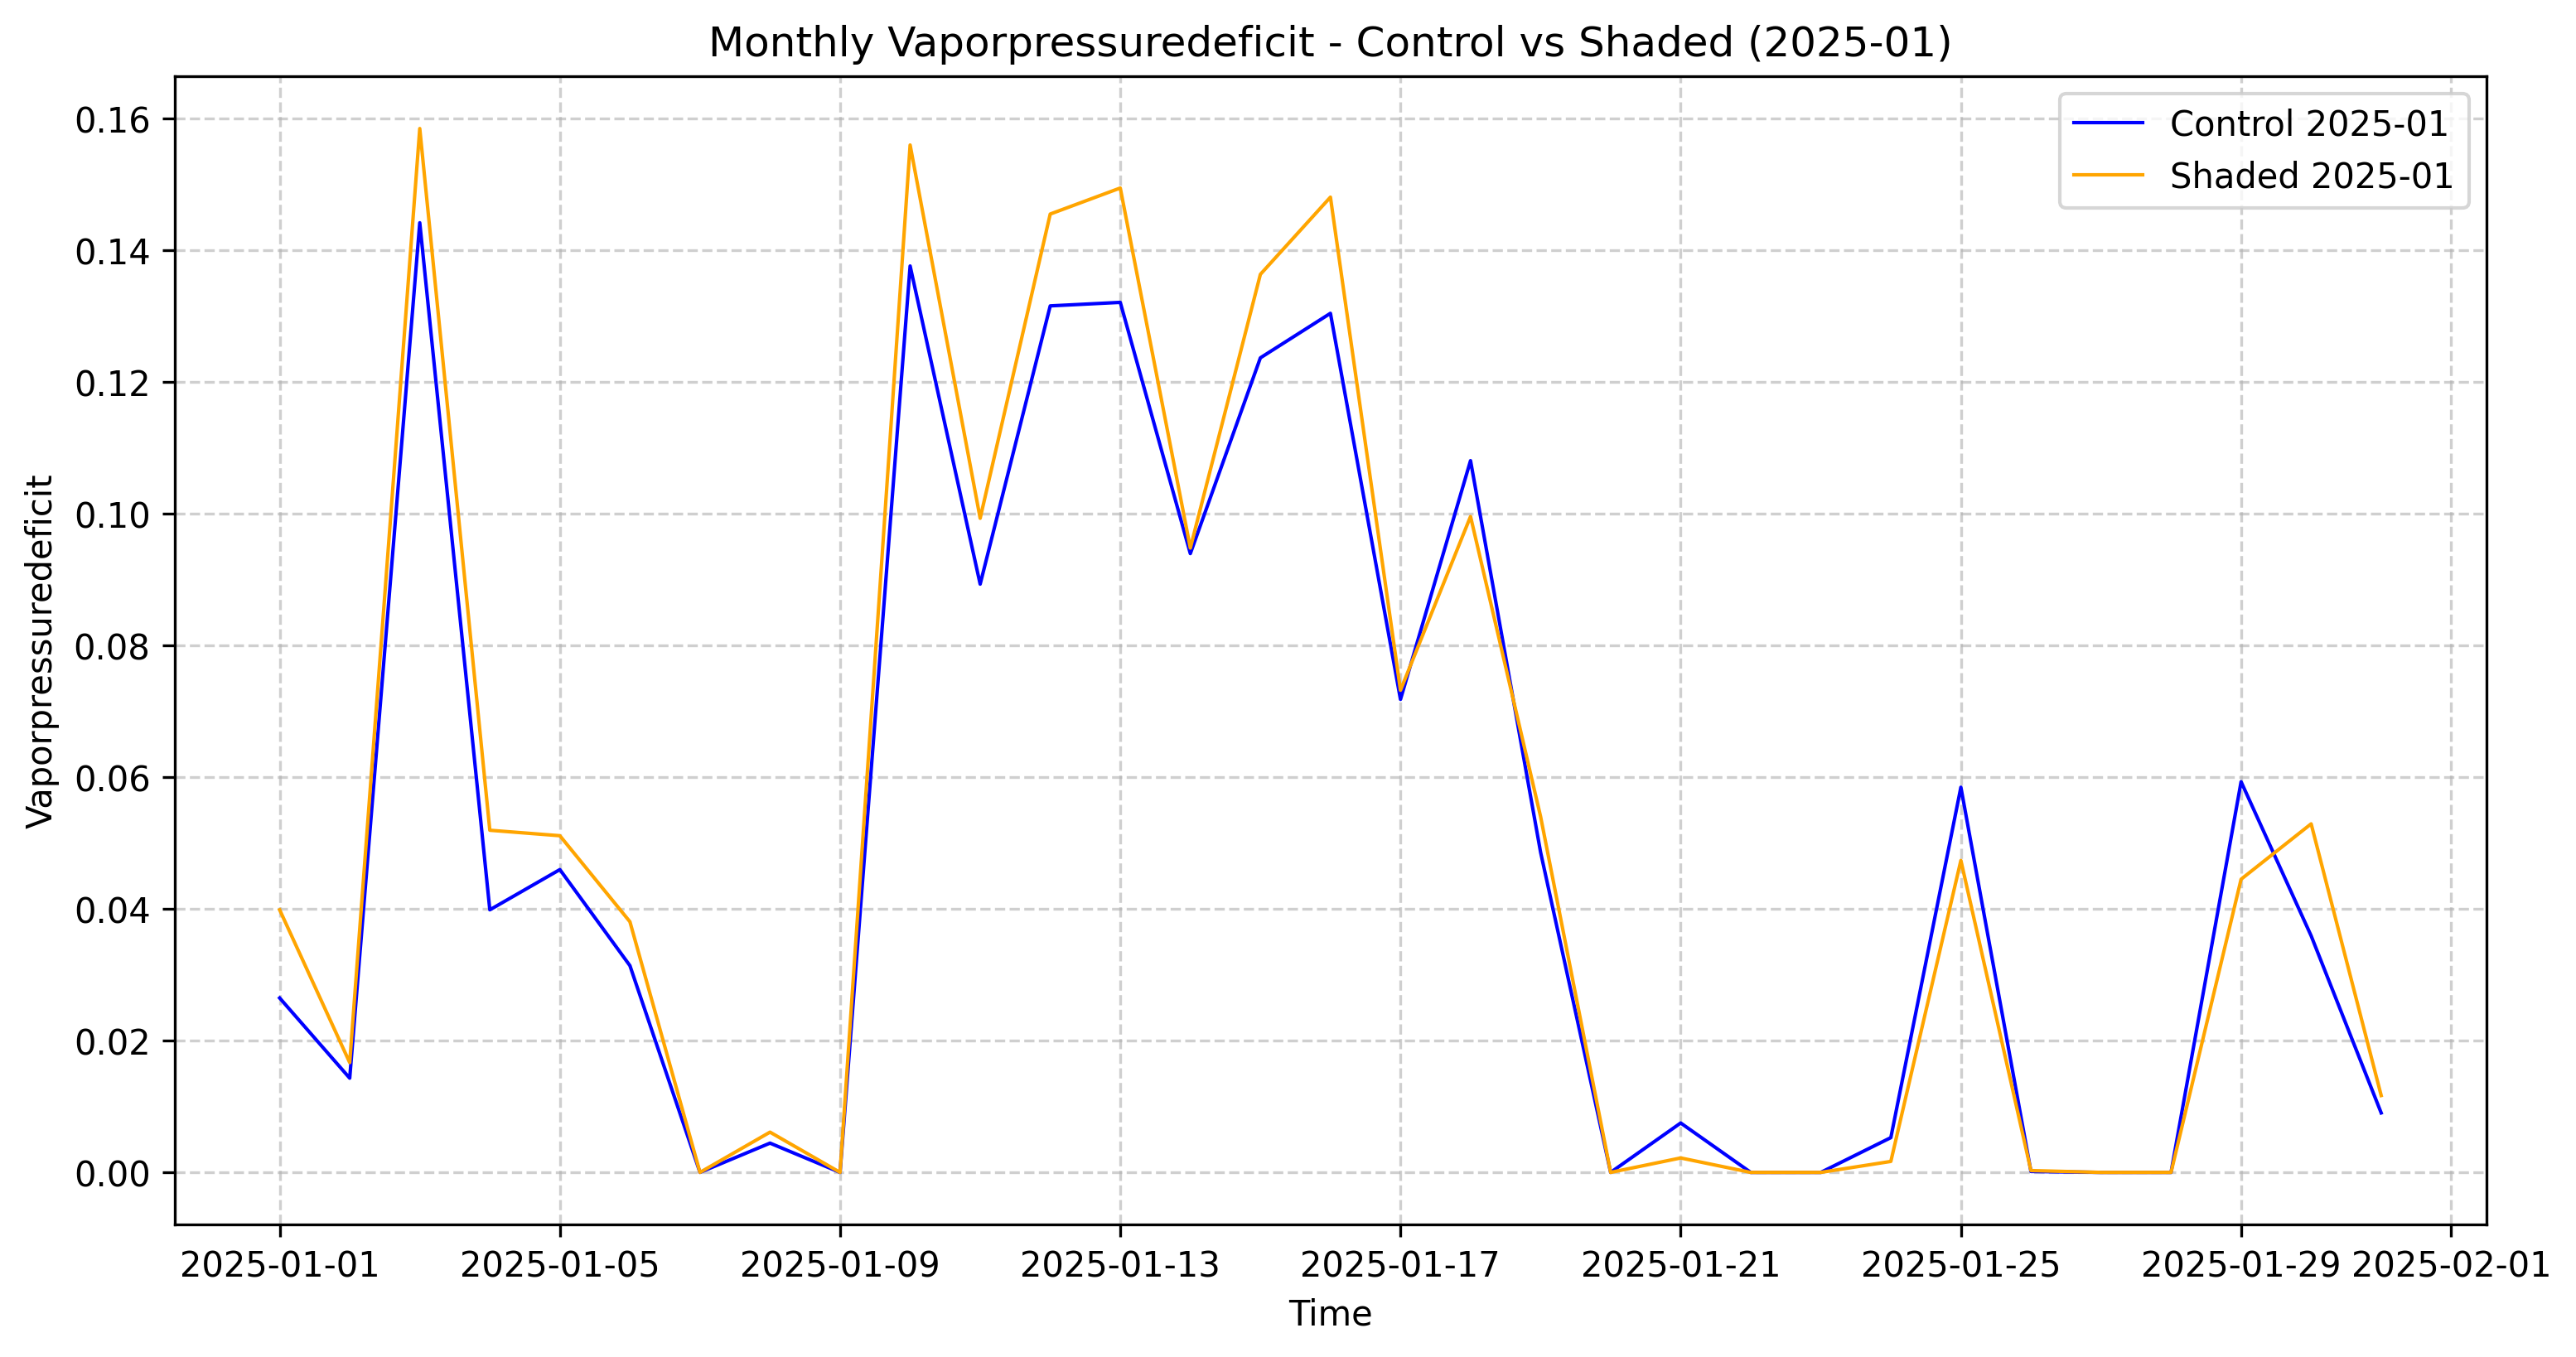 Monthly Vaporpressuredeficit - Control vs Shaded (2025-01)
Control 2025-01
Shaded 2025-01
Vaporpressuredeficit
0.16
0.14
0.12
0.10
0.08
0.06
0.04
0.02
0.00
2025-01-01 2025-01-05 2025-01-09 2025-01-13 2025-01-17 2025-01-21 2025-01-25 2025-01-29 2025-02-01
Time